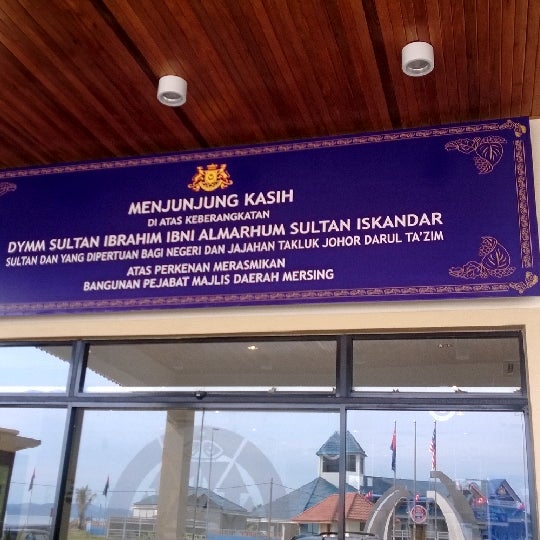 MENJUNJUNG KASIH
DI ATAS KEBERANGKATAN
DYMM SULTAN IBRAHIM IBNI ALMARHUM SULTAN ISKANDAR
SULTAN DAN YANG DIPERTUAN BAGI NEGERI DAN JAJAHAN TAKLUK JOHOR DARUL TA'ZIM
ATAS PERKENAN MERASMIKAN
BANGUNAN PEJABAT MAJLIS DAERAH MERSING